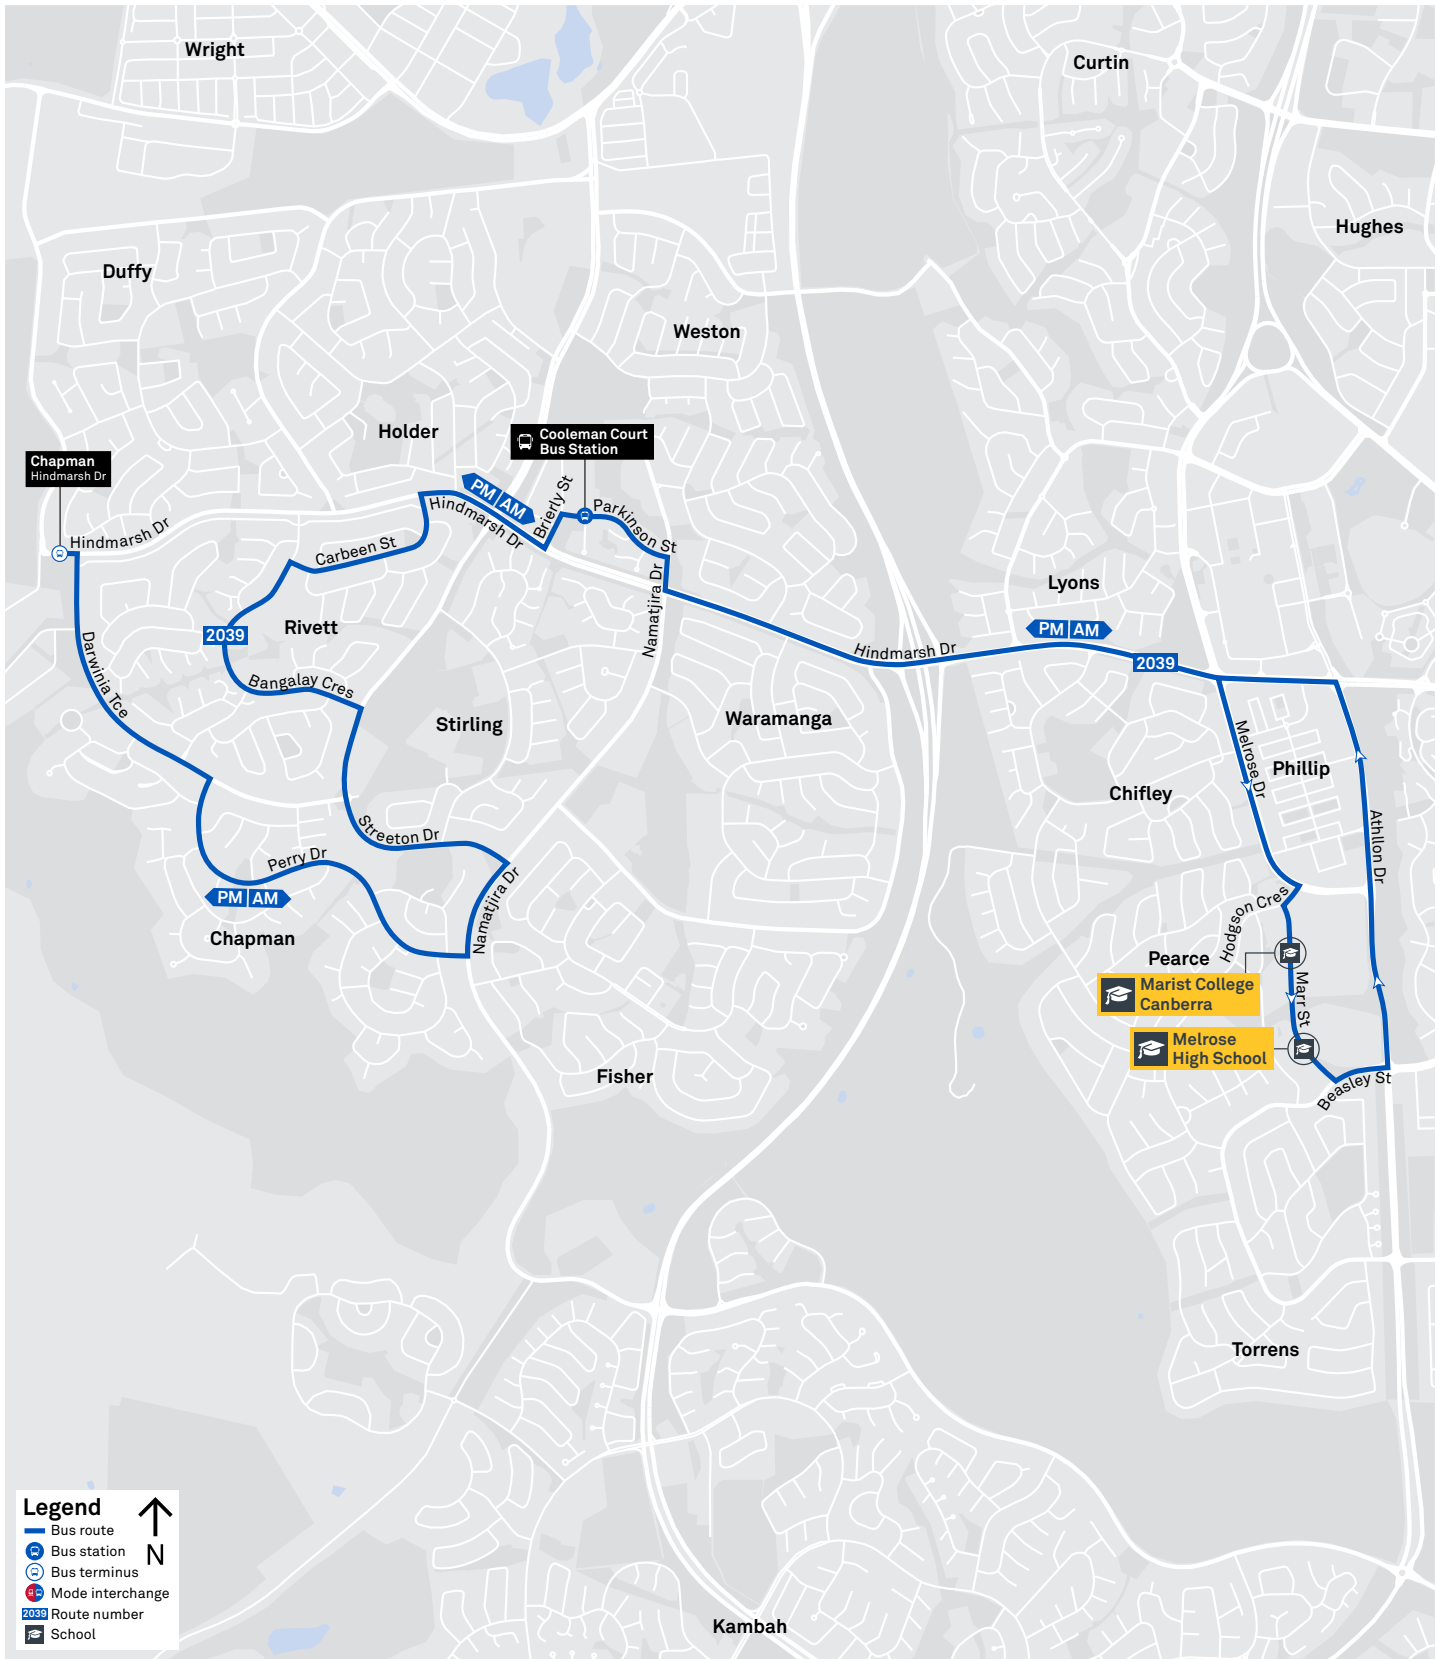 Wright
Curtin
Hughes
Duffy
Weston
Holder
Cooleman Court
Bus Station
Chapman
Hindmarsh Dr
PM AM
Brierly St
Parkinson St
Hindmarsh Dr
Hindmarsh Dr
Carbeen St
Namatjira Dr
Lyons
PM AM
2039
Rivett
Hindmarsh Dr
2039
Darwinia Tce
Bangalay Cres
Stirling
Waramanga
Melrose Dr
Phillip
Chifley
Streeton Dr
Athllon Dr
Perry Dr
PM AM
Namatjira Dr
Hodgson Cres
Chapman
Pearce
Marist College
Canberra
Marr St
Melrose
High School
Fisher
Beasley St
Torrens
Legend
Bus route
Bus station
N
Bus terminus
Mode interchange
2039 Route number
School
Kambah